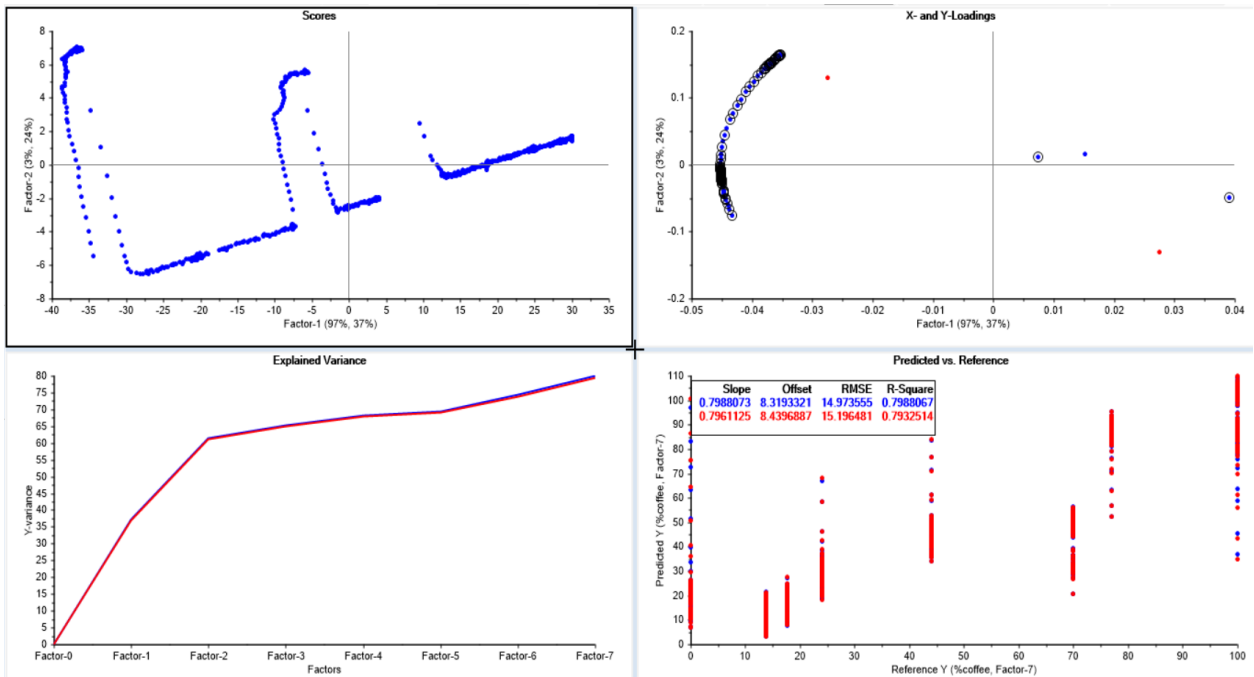 Scores
8
6
4
2
0
-2
-4
-6
-8
Factor-2 (3%, 24%)
-40 -35 -30 -25 -20 -15 -10 -5 0 5 10 15 20 25 30 35
Factor-1 (97%, 37%)
X- and Y-Loadings
0.2
0.1
0
-0.1
-0.2
Factor-2 (3%, 24%)
-0.05 -0.04 -0.03 -0.02 -0.01 0 0.01 0.02 0.03 0.04
Factor-1 (97%, 37%)
Explained Variance
80
75
70
65
60
55
50
45
40
35
30
25
20
15
10
5
0
Y-variance
Factor-0 Factor-1 Factor-2 Factor-3 Factor-4 Factor-5 Factor-6 Factor-7
Factors
Predicted vs. Reference
Slope Offset RMSE R-Square
0.7988073 8.3193321 14.973555 0.7988067
0.7961125 8.4396887 15.196481 0.7932514
110
100
90
80
70
60
50
40
30
20
10
0
Predicted Y (%coffee, Factor-7)
0 10 20 30 40 50 60 70 80 90 100
Reference Y (%coffee, Factor-7)